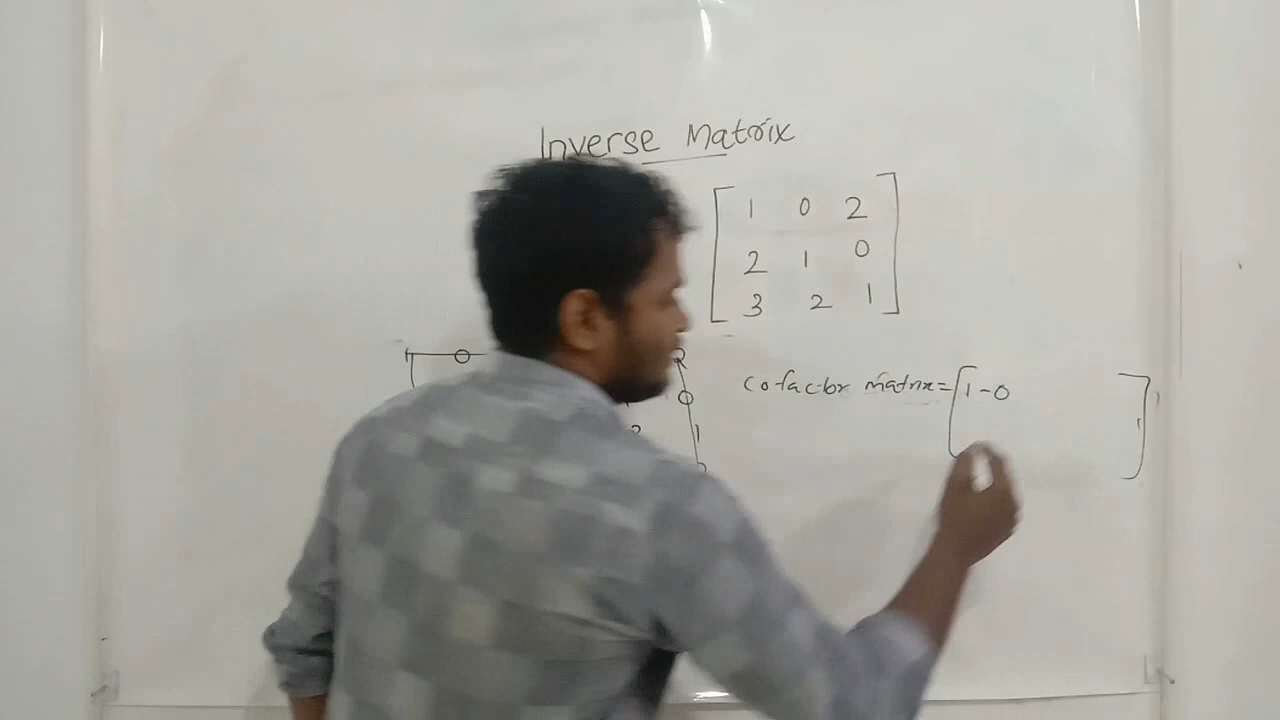 Inverse Matrix
1 0 2
2 1 0
3 2 1
Cofactor matrix = [1-0 ]